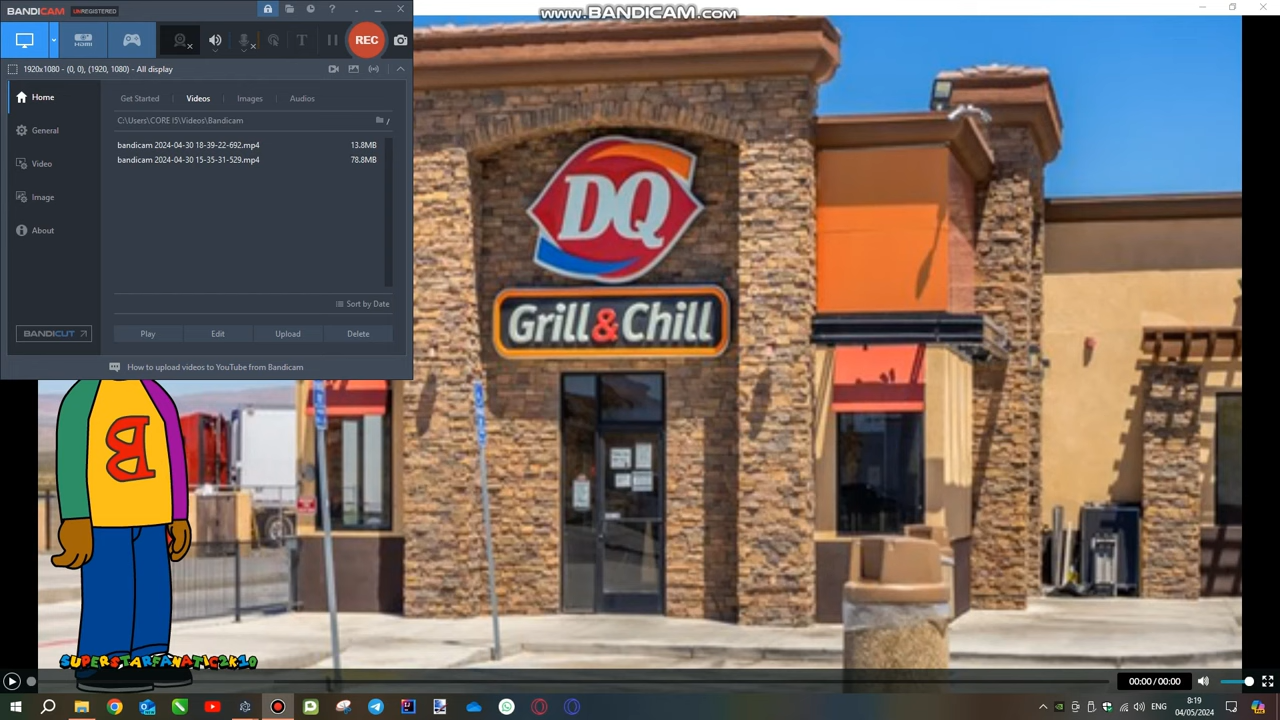 BANDICAM UNREGISTERED
www.BANDICAM.com
HDMI
REC
1920x1080 - (0, 0), (1920, 1080) - All display
Home
General
Video
Image
About
BANDICUT
Get Started Videos Images Audios
C:\Users\CORE I5\Videos\Bandicam
bandicam 2024-04-30 18-39-22-692.mp4 13.8MB
bandicam 2024-04-30 15-35-31-529.mp4 78.8MB
Sort by Date
Play Edit Upload Delete
How to upload videos to YouTube from Bandicam
DQ
Grill & Chill
B
SUPERSTARFANATIC2K10
00:00 / 00:00
ENG
8:19
04/05/2024